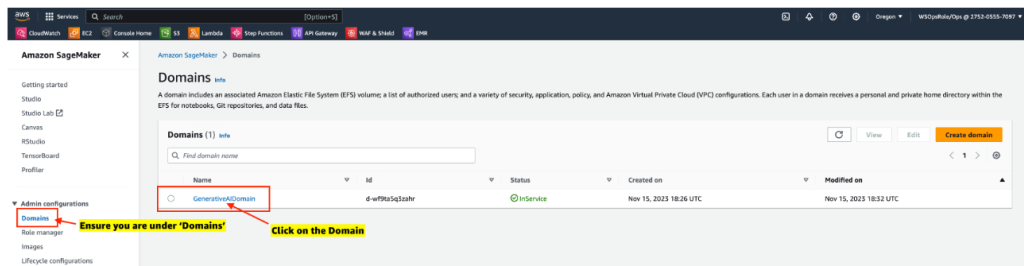 aws Services Search [Option+S] Oregon ▼ WSOpsRole/Ops @ 2752-0535-7097 ▼
CloudWatch EC2 Console Home S3 Lambda Step Functions API Gateway WAF & Shield EMR
Amazon SageMaker ×
Getting started
Studio
Studio Lab
Canvas
RStudio
TensorBoard
Profiler
▼ Admin configurations
Domains
Role manager
Images
Lifecycle configurations
Amazon SageMaker > Domains
Domains Info
A domain includes an associated Amazon Elastic File System (EFS) volume; a list of authorized users; and a variety of security, application, policy, and Amazon Virtual Private Cloud (VPC) configurations. Each user in a domain receives a personal and private home directory within the
EFS for notebooks, Git repositories, and data files.
Domains (1) Info View Edit Create domain
Find domain name < 1 >
Name Id Status Created on Modified on
GenerativeAIDomain d-wf9ta5q3zahr InService Nov 15, 2023 18:26 UTC Nov 15, 2023 18:32 UTC
Ensure you are under 'Domains'
Click on the Domain